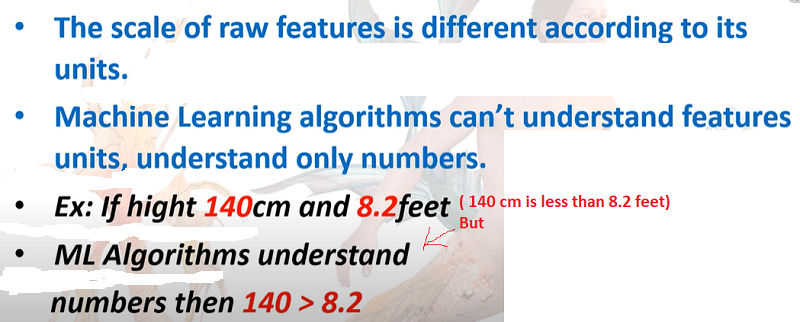 • The scale of raw features is different according to its
units.
• Machine Learning algorithms can't understand features
units, understand only numbers.
• Ex: If hight 140cm and 8.2feet ( 140 cm is less than 8.2 feet)
But
• ML Algorithms understand
numbers then 140 > 8.2